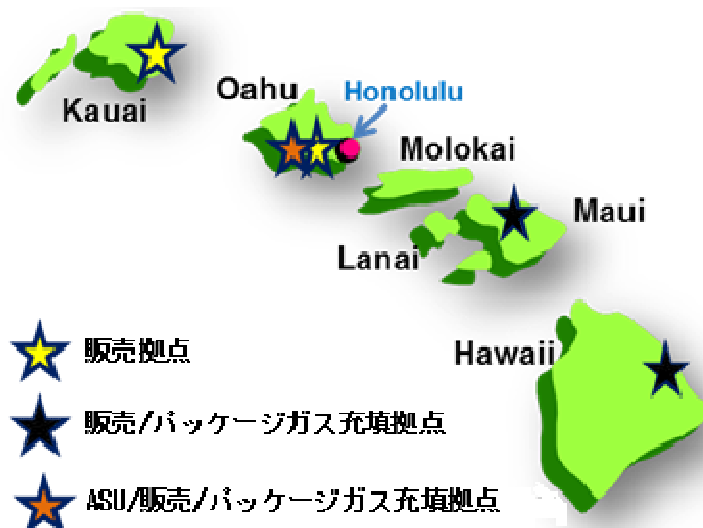 Kauai
Oahu
Honolulu
Molokai
Maui
Lanai
Hawaii
販売拠点
販売/パッケージガス充填拠点
ASU/販売/パッケージガス充填拠点